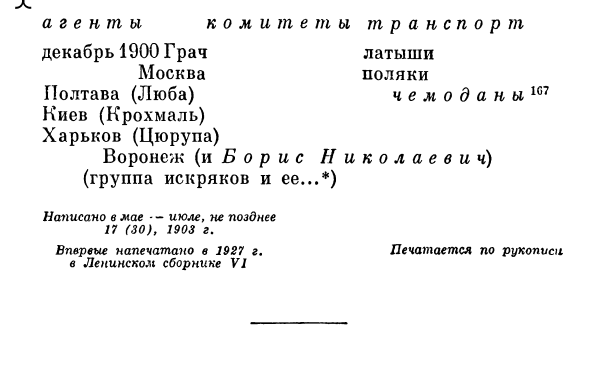 агенты комитеты транспорт
декабрь 1900 Грач латыши
Москва поляки
Полтава (Люба) чемоданы 167
Киев (Крохмаль)
Харьков (Цюрупа)
Воронеж (и Борис Николаевич)
(группа искряков и ее...*)
Написано в мае — июле, не позднее
17 (30), 1903 г.
Впервые напечатано в 1927 г. Печатается по рукописи
в Ленинском сборнике VI